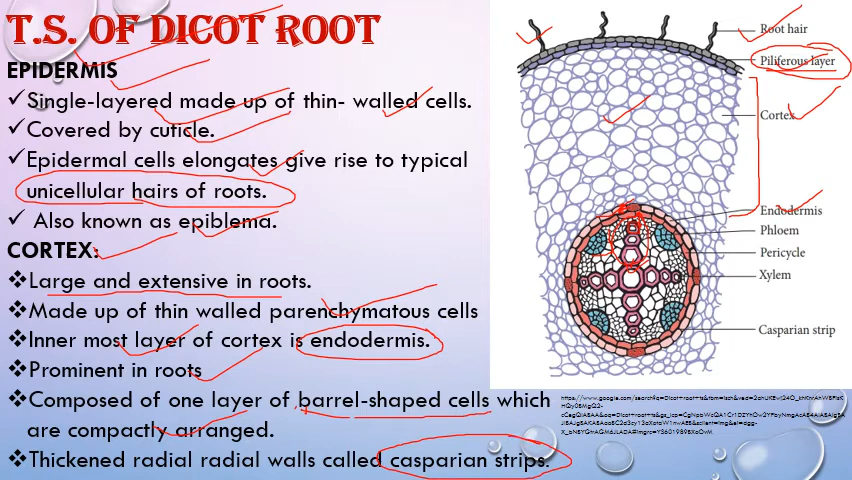 T.S. OF DICOT ROOT
EPIDERMIS
✓Single-layered made up of thin- walled cells.
✓Covered by cuticle.
✓Epidermal cells elongates give rise to typical
unicellular hairs of roots.
✓ Also known as epiblema.
CORTEX:
❖Large and extensive in roots.
❖Made up of thin walled parenchymatous cells
❖Inner most layer of cortex is endodermis.
❖Prominent in roots
❖Composed of one layer of barrel-shaped cells which
are compactly arranged.
❖Thickened radial radial walls called casparian strips.
Root hair
Piliferous layer
Cortex
Endodermis
Phloem
Pericycle
Xylem
Casparian strip